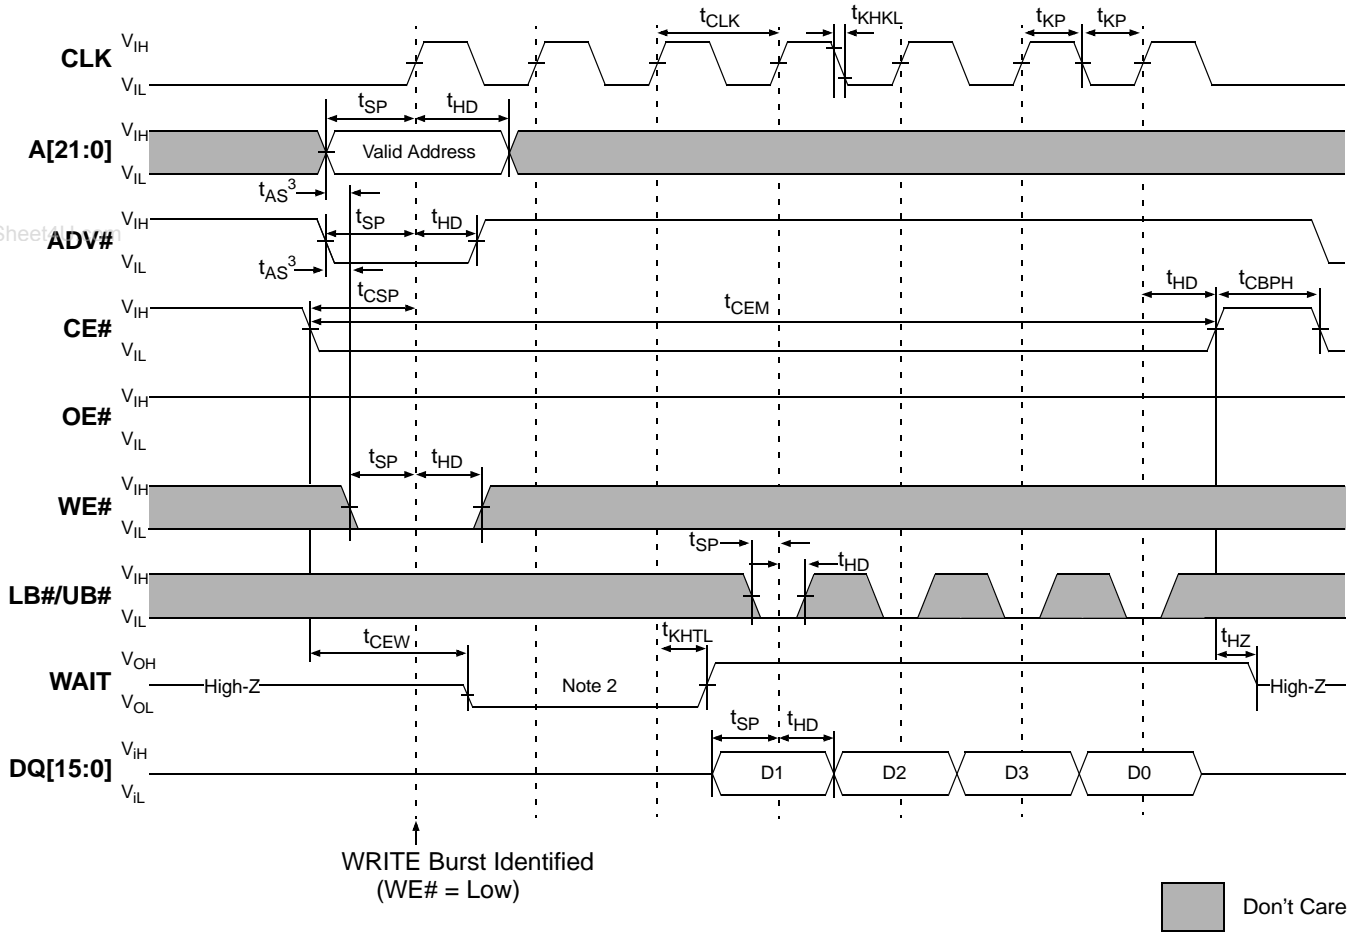 tCLK tKHKL tKP tKP
CLK VIH VIL
tSP tHD
A[21:0] VIH VIL Valid Address
tAS3
tSP tHD
ADV# VIH VIL
tAS3
tCSP tHD tCBPH
CE# VIH VIL tCEM
OE# VIH VIL
tSP tHD
WE# VIH VIL
tSP tHD
LB#/UB# VIH VIL
tCEW tKHTL tHZ
WAIT VOH VOL High-Z Note 2 High-Z
tSP tHD
DQ[15:0] ViH ViL D1 D2 D3 D0
WRITE Burst Identified
(WE# = Low)
Don't Care